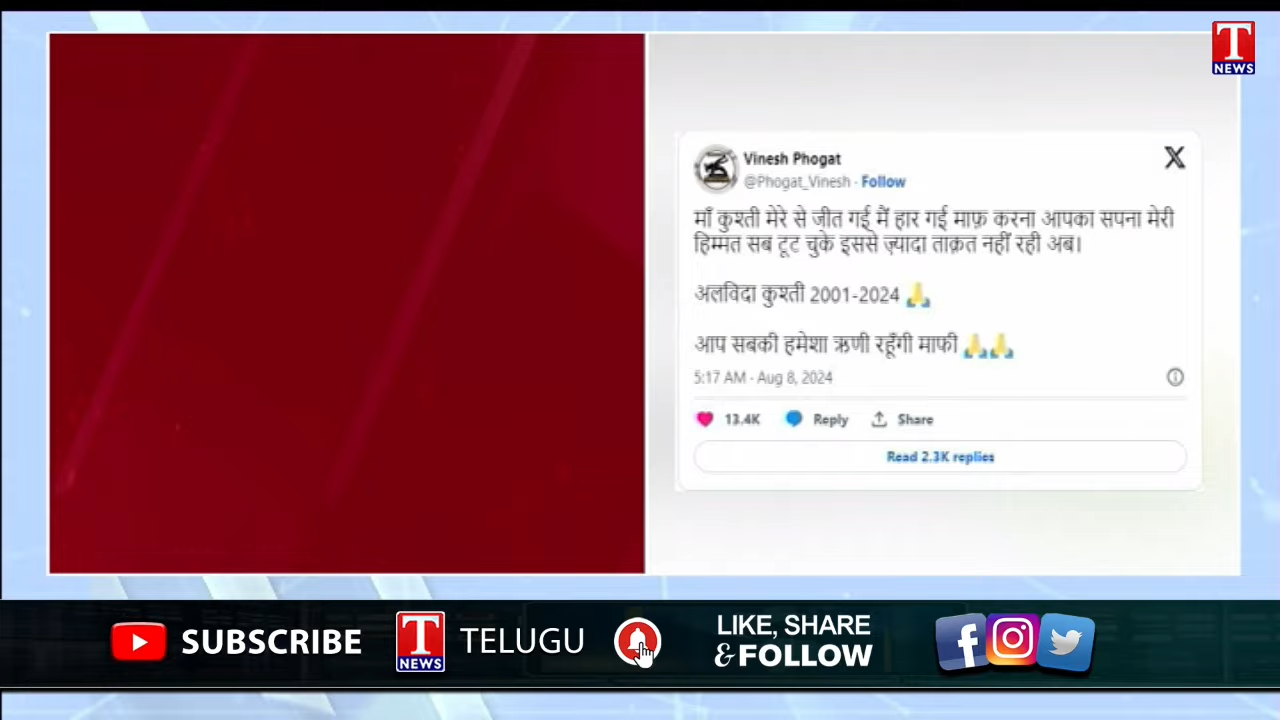 T
NEWS
Vinesh Phogat
@Phogat_Vinesh · Follow
माँ कुश्ती मेरे से जीत गई मैं हार गई माफ़ करना आपका सपना मेरी
हिम्मत सब टूट चुके इससे ज़्यादा ताक़त नहीं रही अब।
अलविदा कुश्ती 2001-2024 🙏
आप सबकी हमेशा ऋणी रहूँगी माफी 🙏🙏
5:17 AM · Aug 8, 2024
13.4K Reply Share
Read 2.3K replies
SUBSCRIBE
T
NEWS
TELUGU
LIKE, SHARE
& FOLLOW